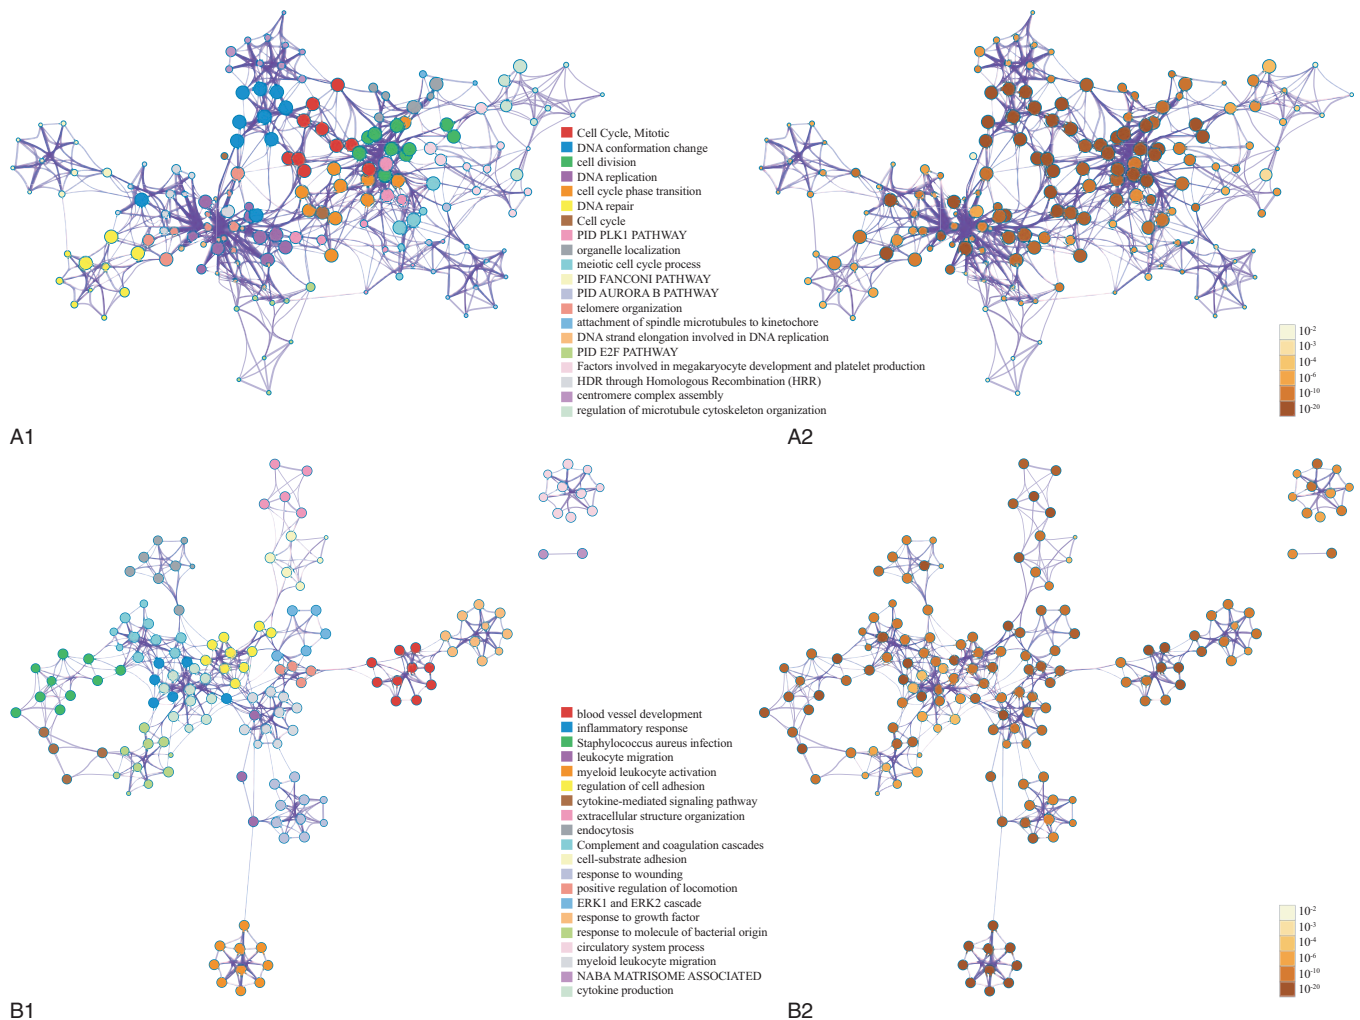 Cell Cycle, Mitotic
DNA conformation change
cell division
DNA replication
cell cycle phase transition
DNA repair
Cell cycle
PID PLK1 PATHWAY
organelle localization
meiotic cell cycle process
PID FANCONI PATHWAY
PID AURORA B PATHWAY
telomere organization
attachment of spindle microtubules to kinetochore
DNA strand elongation involved in DNA replication
PID E2F PATHWAY
Factors involved in megakaryocyte development and platelet production
HDR through Homologous Recombination (HRR)
centromere complex assembly
regulation of microtubule cytoskeleton organization
10⁻²
10⁻³
10⁻⁴
10⁻⁶
10⁻¹⁰
10⁻²⁰
A1
A2
blood vessel development
inflammatory response
Staphylococcus aureus infection
leukocyte migration
myeloid leukocyte activation
regulation of cell adhesion
cytokine-mediated signaling pathway
extracellular structure organization
endocytosis
Complement and coagulation cascades
cell-substrate adhesion
response to wounding
positive regulation of locomotion
ERK1 and ERK2 cascade
response to growth factor
response to molecule of bacterial origin
circulatory system process
myeloid leukocyte migration
NABA MATRISOME ASSOCIATED
cytokine production
10⁻²
10⁻³
10⁻⁴
10⁻⁶
10⁻¹⁰
10⁻²⁰
B1
B2